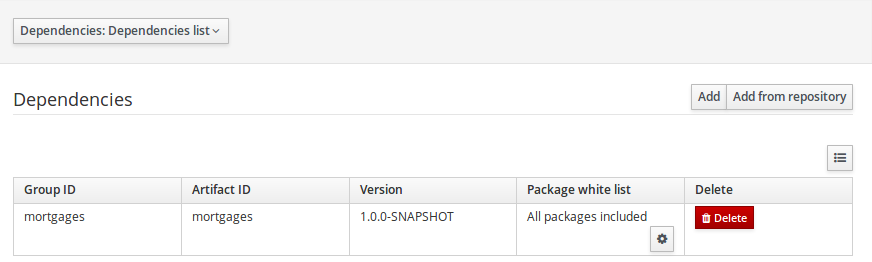 Dependencies: Dependencies list
Dependencies
Add
Add from repository
Group ID
Artifact ID
Version
Package white list
Delete
mortgages
mortgages
1.0.0-SNAPSHOT
All packages included
Delete